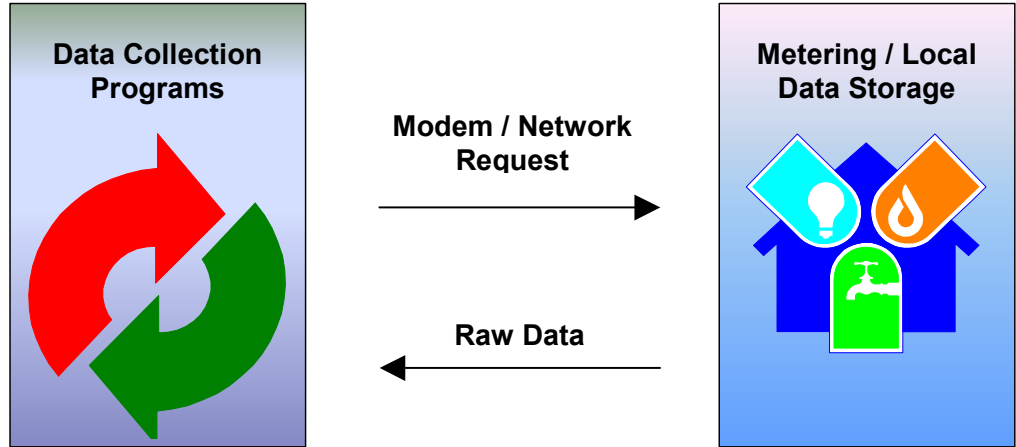 Data Collection
Programs
Modem / Network
Request
Raw Data
Metering / Local
Data Storage